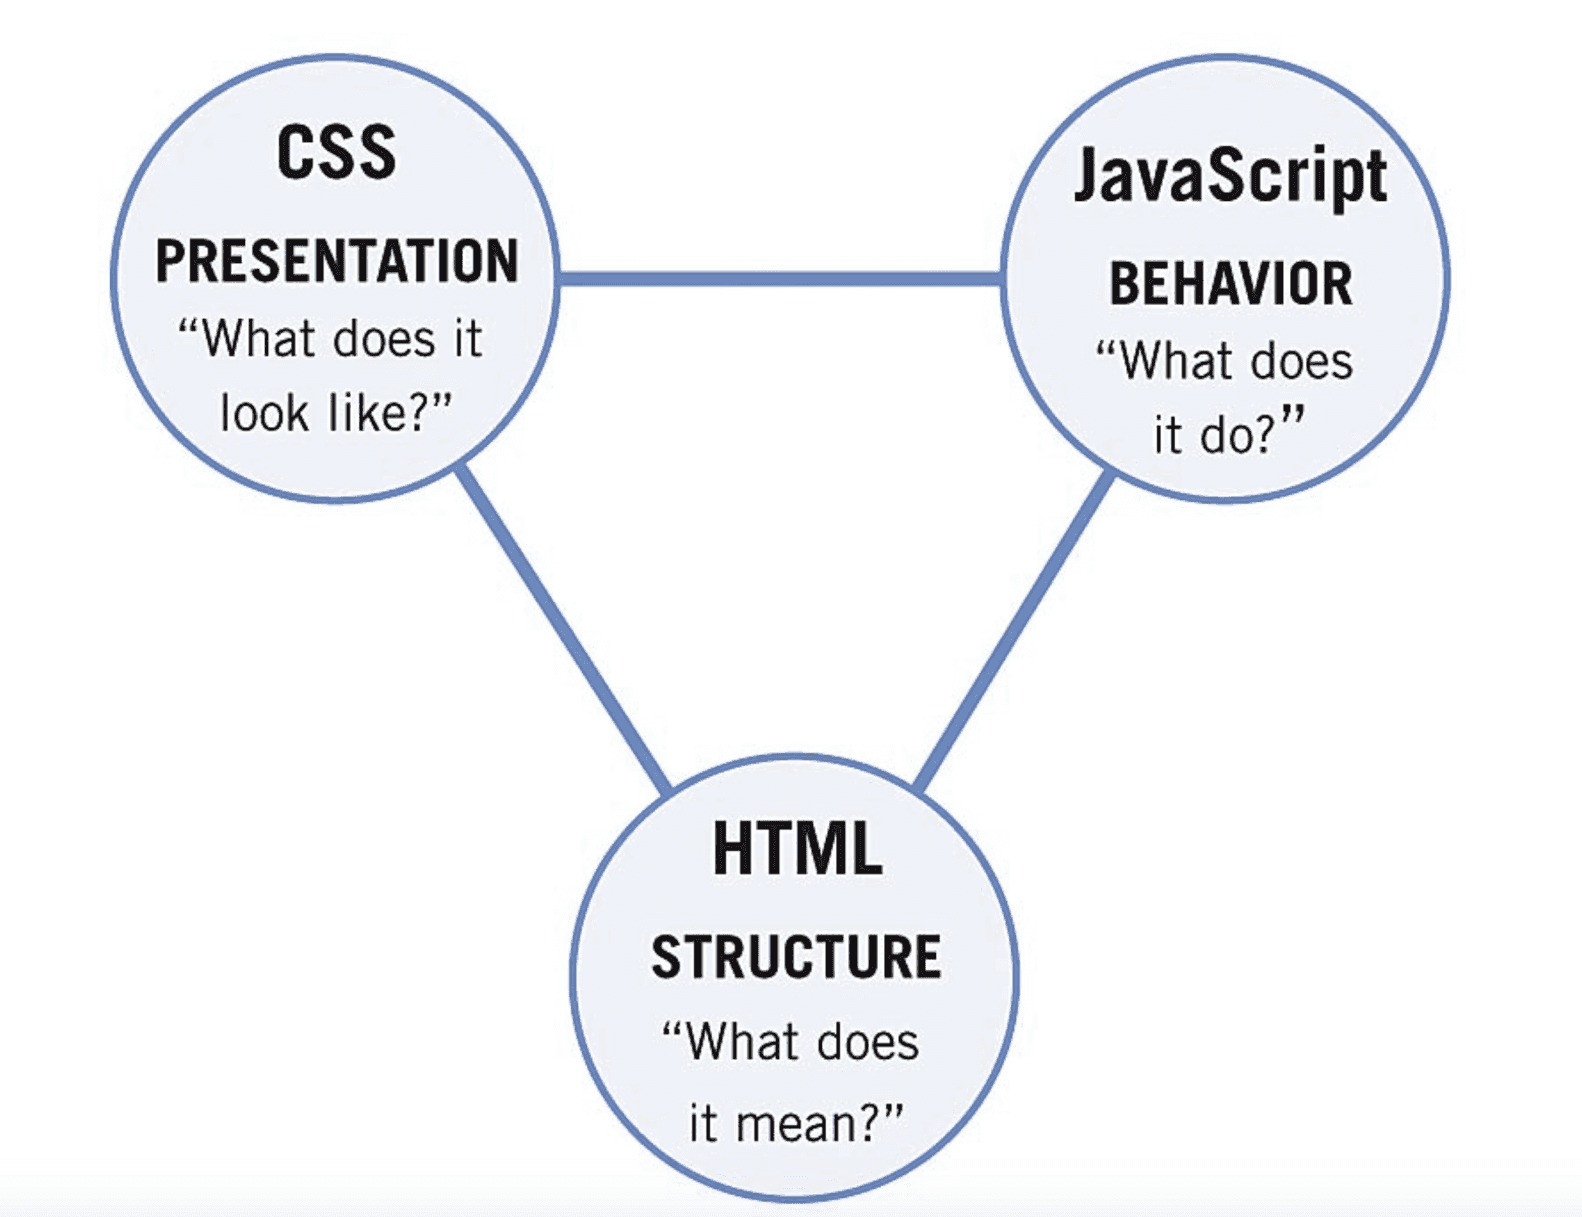 CSS
PRESENTATION
“What does it
look like?”
JavaScript
BEHAVIOR
“What does
it do?”
HTML
STRUCTURE
“What does
it mean?”